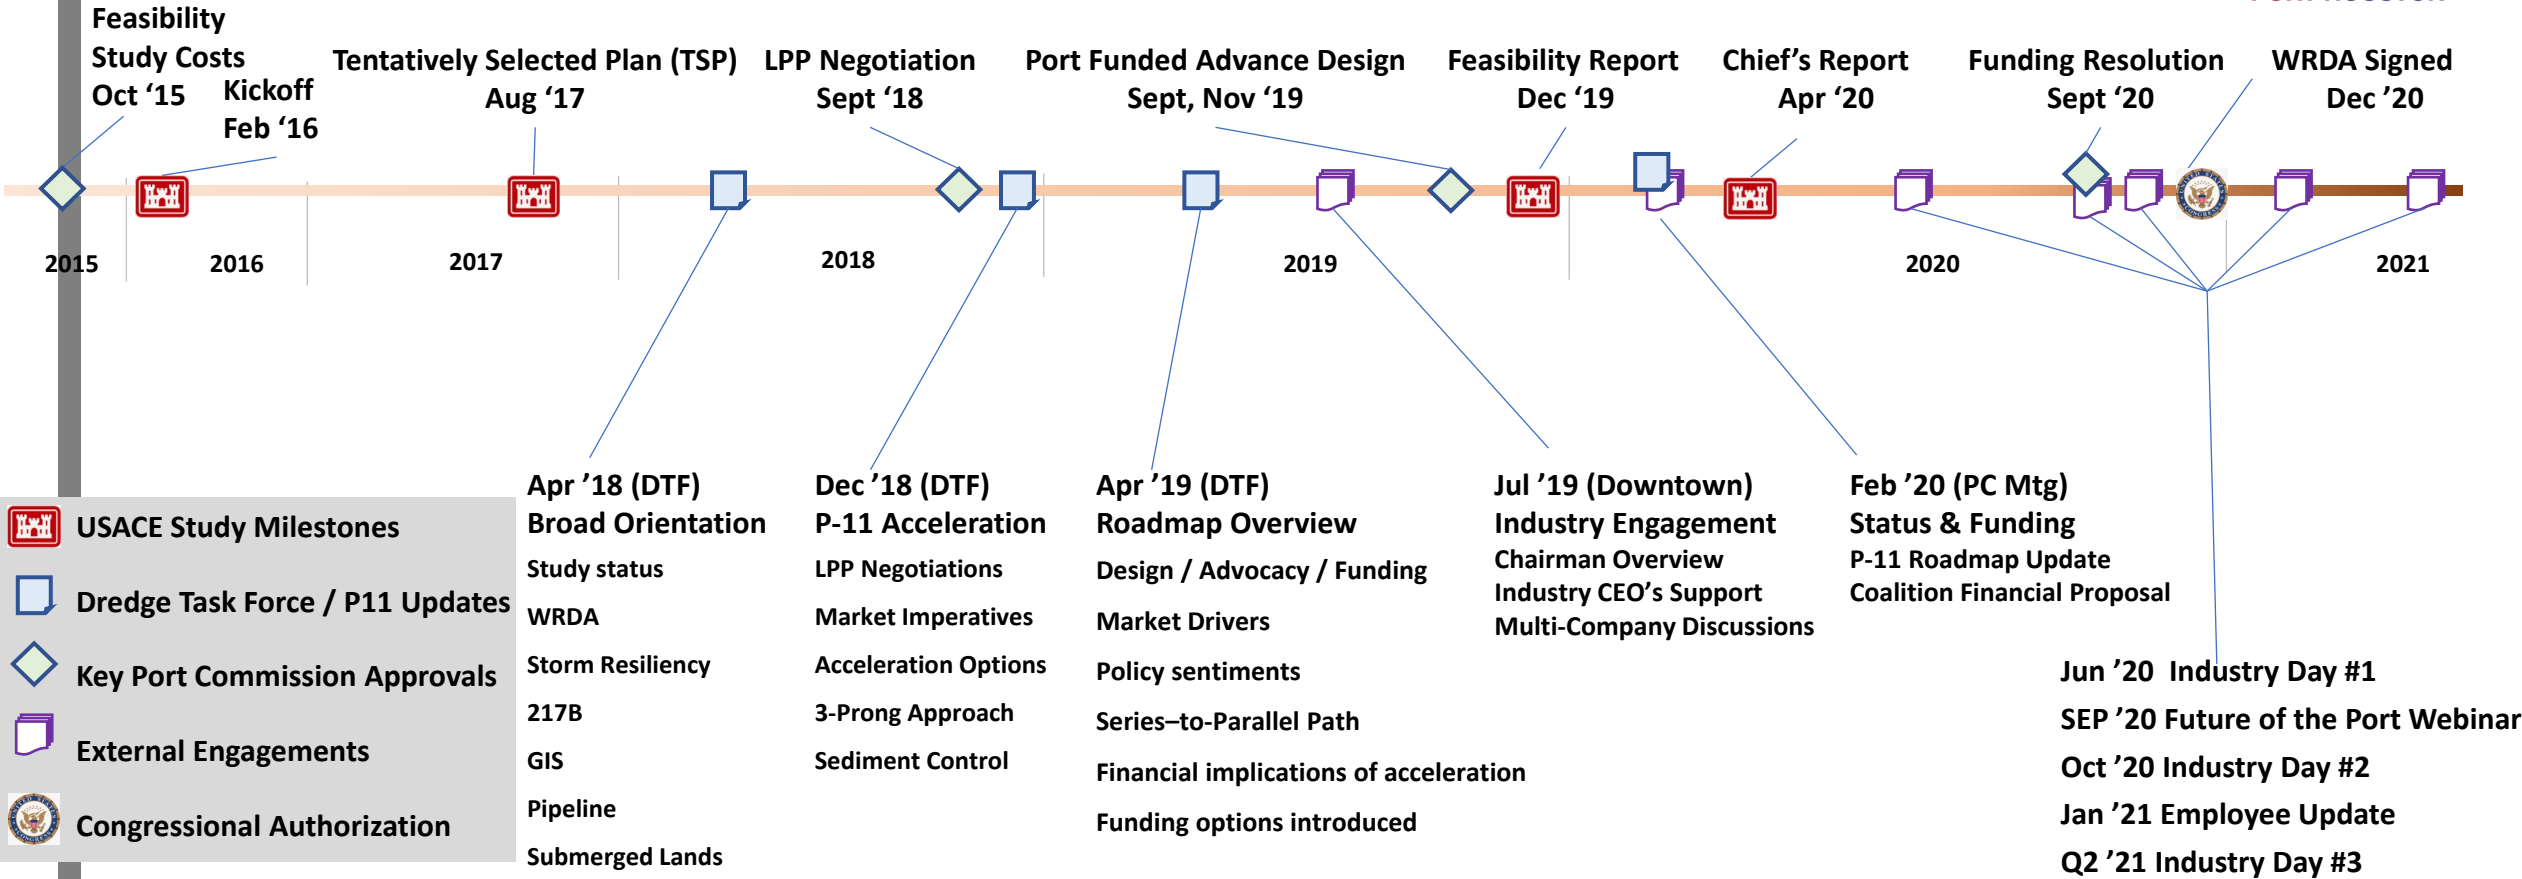 Feasibility
Study Costs
Oct ‘15
Kickoff
Feb ‘16
Tentatively Selected Plan (TSP)
Aug ‘17
LPP Negotiation
Sept ‘18
Port Funded Advance Design
Sept, Nov ‘19
Feasibility Report
Dec ‘19
Chief’s Report
Apr ‘20
Funding Resolution
Sept ‘20
WRDA Signed
Dec ’20
2015
2016
2017
2018
2019
2020
2021
USACE Study Milestones
Dredge Task Force / P11 Updates
Key Port Commission Approvals
External Engagements
Congressional Authorization
Apr ’18 (DTF)
Broad Orientation
Study status
WRDA
Storm Resiliency
217B
GIS
Pipeline
Submerged Lands
Dec ’18 (DTF)
P-11 Acceleration
LPP Negotiations
Market Imperatives
Acceleration Options
3-Prong Approach
Sediment Control
Apr ’19 (DTF)
Roadmap Overview
Design / Advocacy / Funding
Market Drivers
Policy sentiments
Series–to-Parallel Path
Financial implications of acceleration
Funding options introduced
Jul ’19 (Downtown)
Industry Engagement
Chairman Overview
Industry CEO’s Support
Multi-Company Discussions
Feb ’20 (PC Mtg)
Status & Funding
P-11 Roadmap Update
Coalition Financial Proposal
Jun ’20 Industry Day #1
SEP ’20 Future of the Port Webinar
Oct ’20 Industry Day #2
Jan ’21 Employee Update
Q2 ’21 Industry Day #3